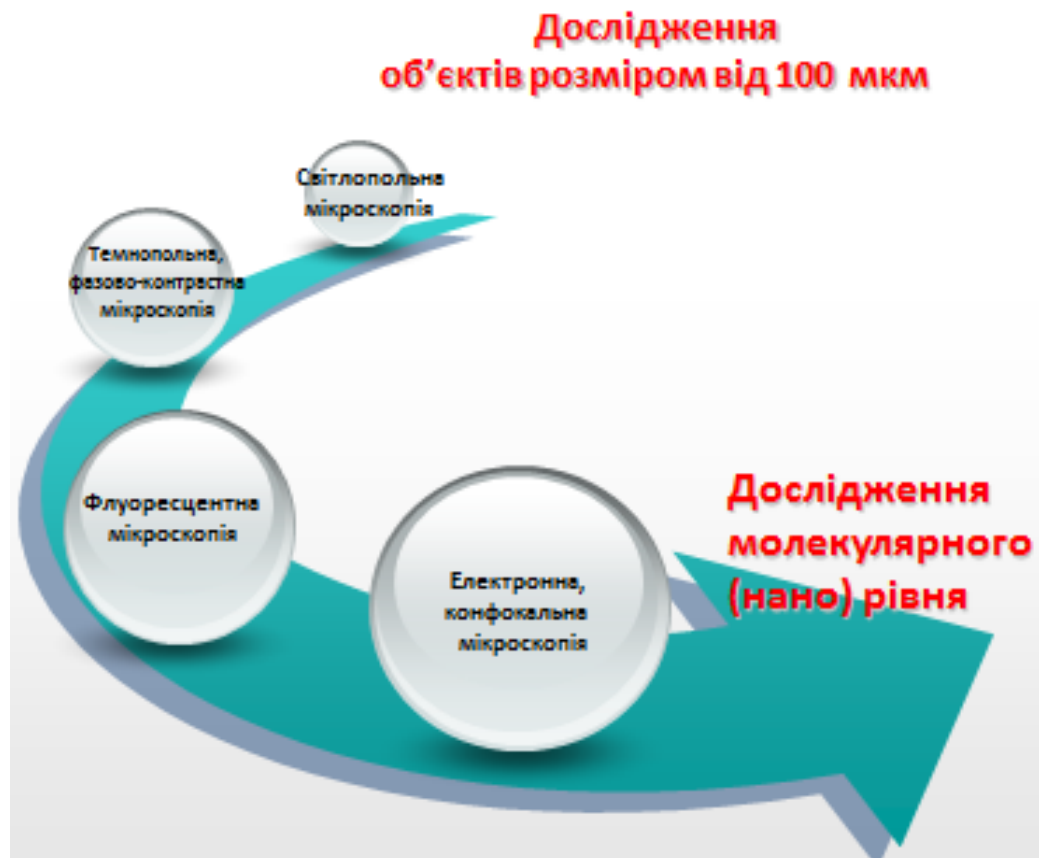 Дослідження
об’єктів розміром від 100 мкм
Світлопольна
мікроскопія
Темнопольна,
фазово-контрастна
мікроскопія
Флуоресцентна
мікроскопія
Електронна,
конфокальна
мікроскопія
Дослідження
молекулярного
(нано) рівня